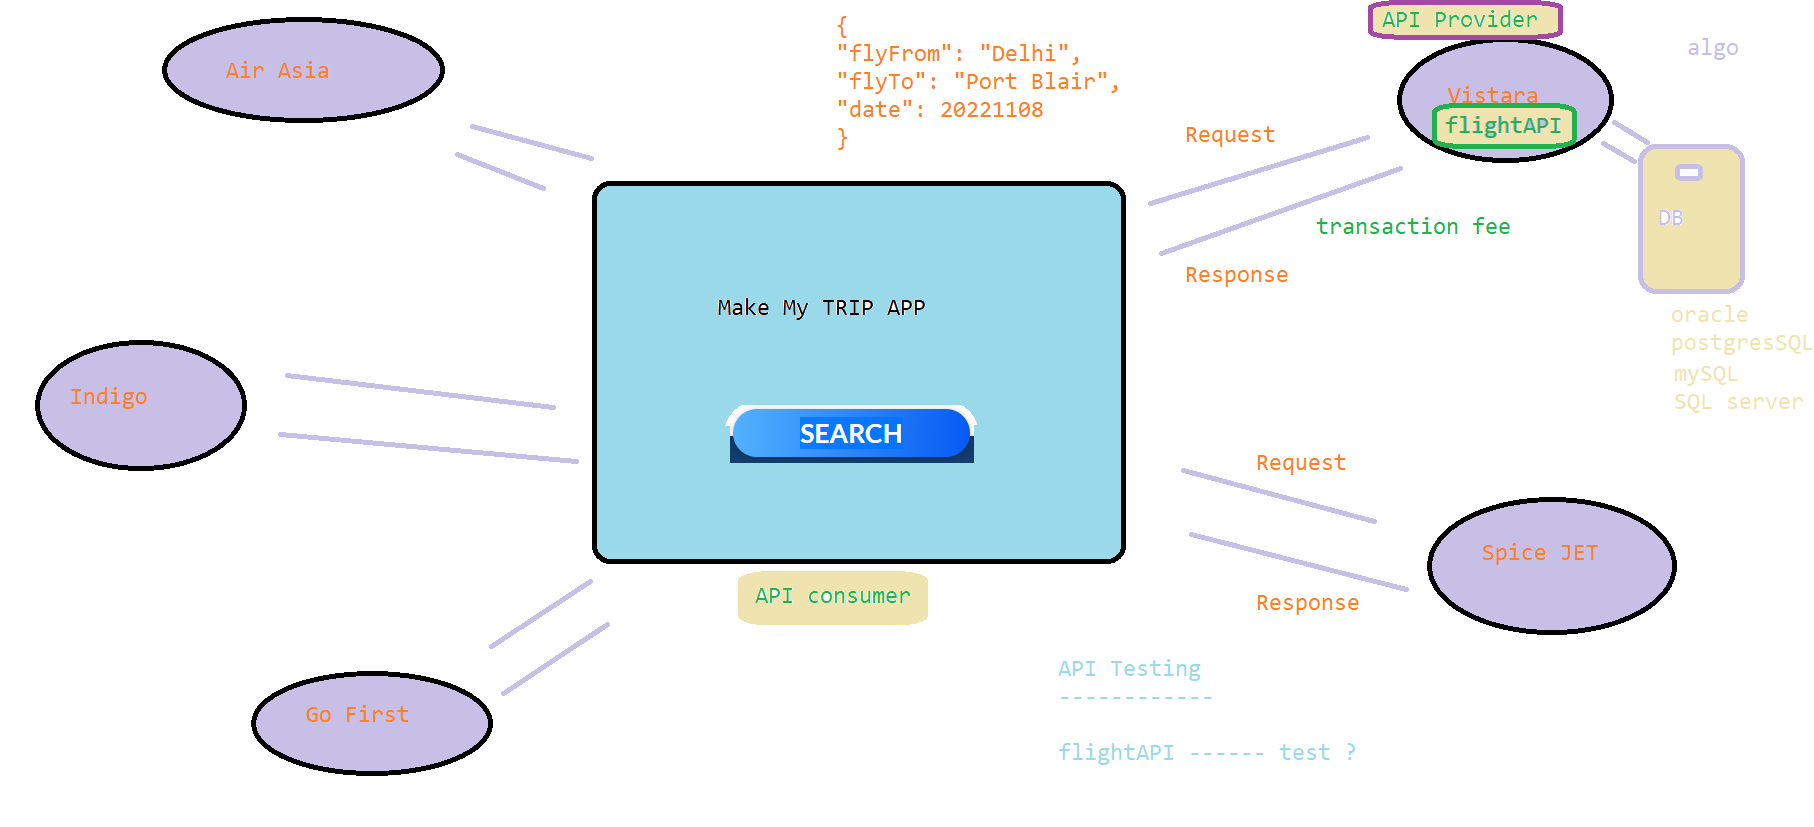 API Provider
{
"flyFrom": "Delhi",
"flyTo": "Port Blair",
"date": 20221108
}
algo
Air Asia
Vistara
flightAPI
Request
DB
transaction fee
Response
Make My TRIP APP
oracle
postgresSQL
mySQL
SQL server
Indigo
SEARCH
Request
Spice JET
API consumer
Response
API Testing
------------
Go First
flightAPI ------ test ?